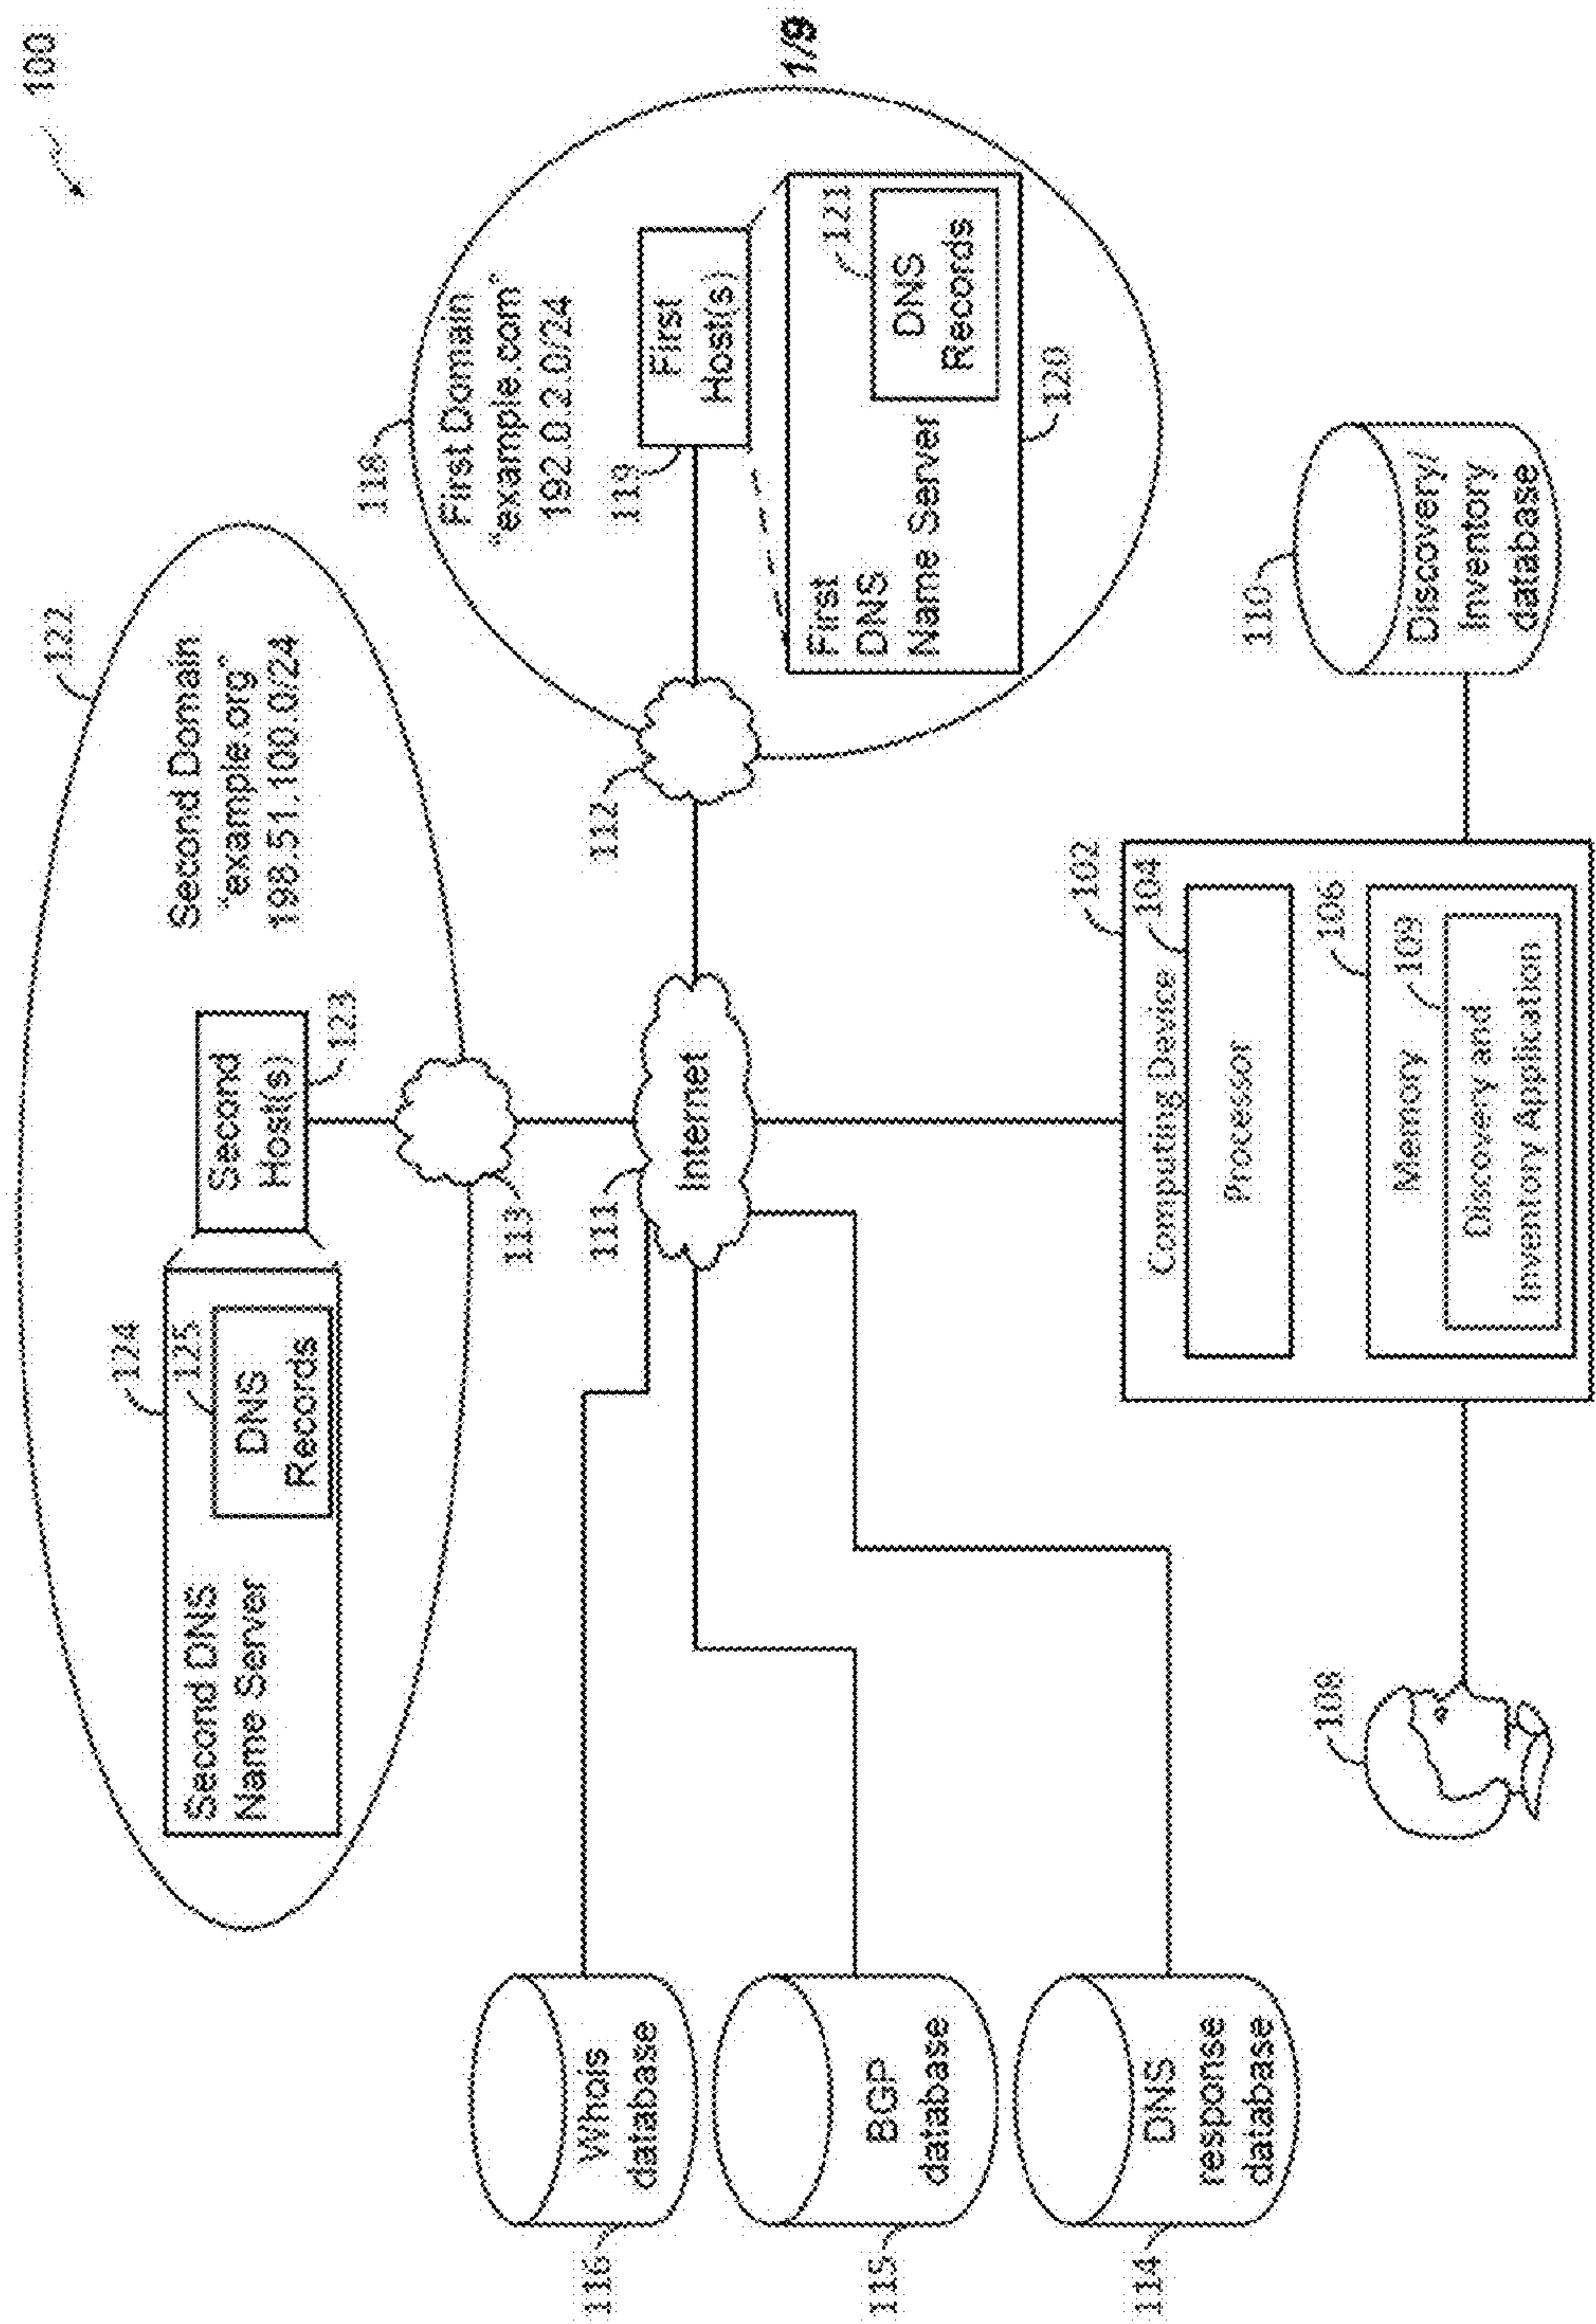 100
1/9
122
Second Domain
"example.org"
198.51.100.0/24
124
125
Second DNS
Name Server
DNS
Records
Second
Host(s)
123
113
118
First Domain
"example.com"
192.0.2.0/24
119
First
Host(s)
First
DNS
Name Server
121
DNS
Records
120
112
111
Internet
116
Whois
database
115
BGP
database
114
DNS
response
database
102
Computing Device
104
Processor
106
Memory
109
Discovery and
Inventory Application
108
110
Discovery/
Inventory
database